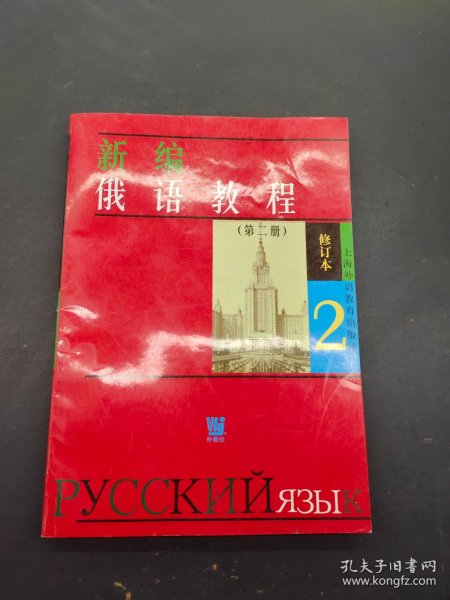 新编
俄语教程
(第二册)
修订本
上海外语教育出版社
2
Wj
外教社
РУССКИЙ ЯЗЫК
孔夫子旧书网
www.kongfz.com